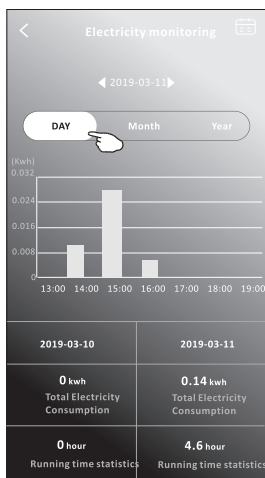 Electricity monitoring
2019-03-11
DAY Month Year
(Kwh)
0.032
0.024
0.016
0.008
0
13:00 14:00 15:00 16:00 17:00 18:00 19:00
2019-03-10 2019-03-11
0 kwh 0.14 kwh
Total Electricity Total Electricity
Consumption Consumption
0 hour 4.6 hour
Running time statistics Running time statistics